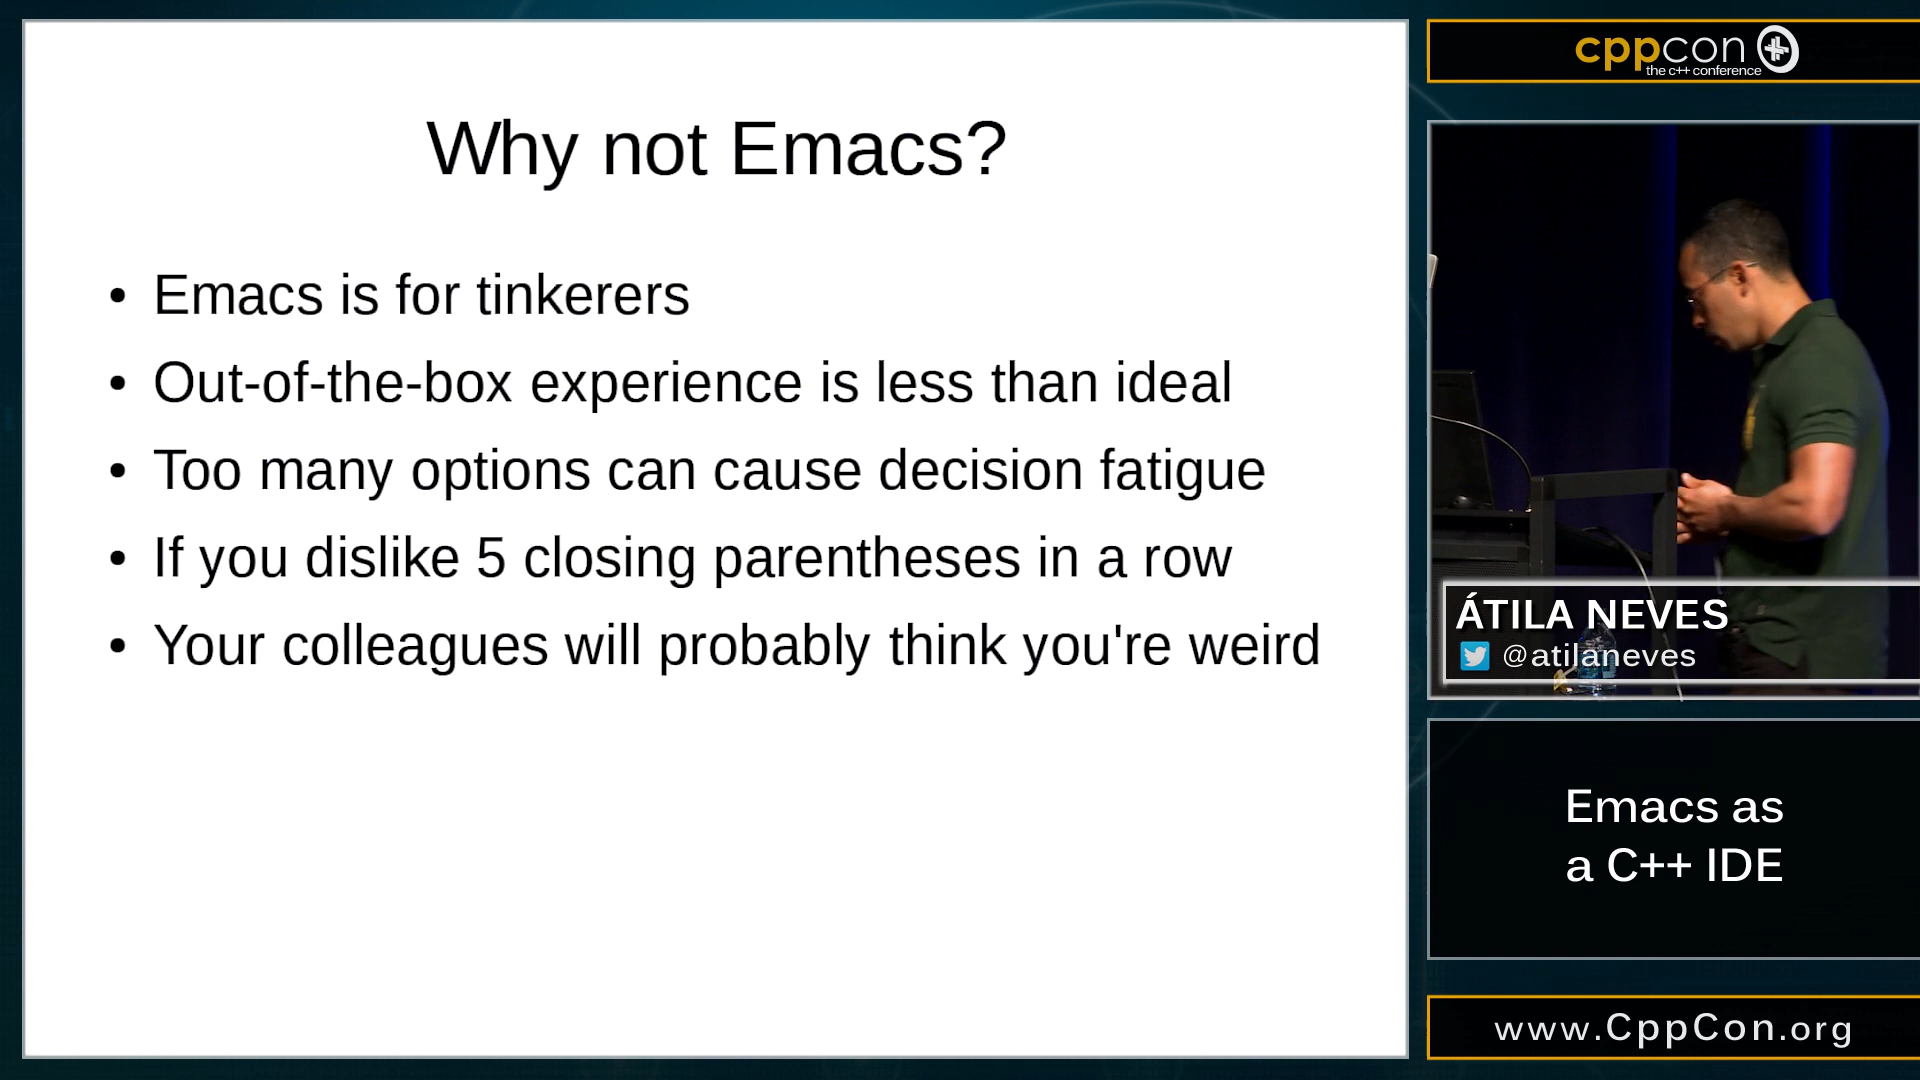 Why not Emacs?
• Emacs is for tinkerers
• Out-of-the-box experience is less than ideal
• Too many options can cause decision fatigue
• If you dislike 5 closing parentheses in a row
• Your colleagues will probably think you're weird
cppcon
the c++ conference
ÁTILA NEVES
@atilaneves
Emacs as
a C++ IDE
www.CppCon.org